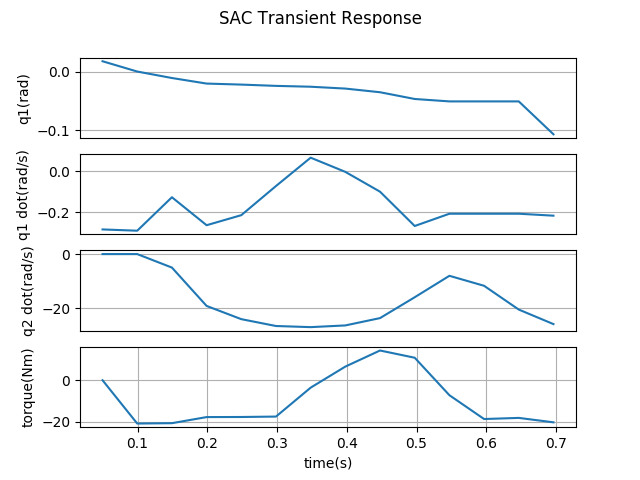 SAC Transient Response
q1(rad)
0.0
−0.1
q1 dot(rad/s)
0.0
−0.2
q2 dot(rad/s)
0
−20
torque(Nm)
0
−20
0.1 0.2 0.3 0.4 0.5 0.6 0.7
time(s)